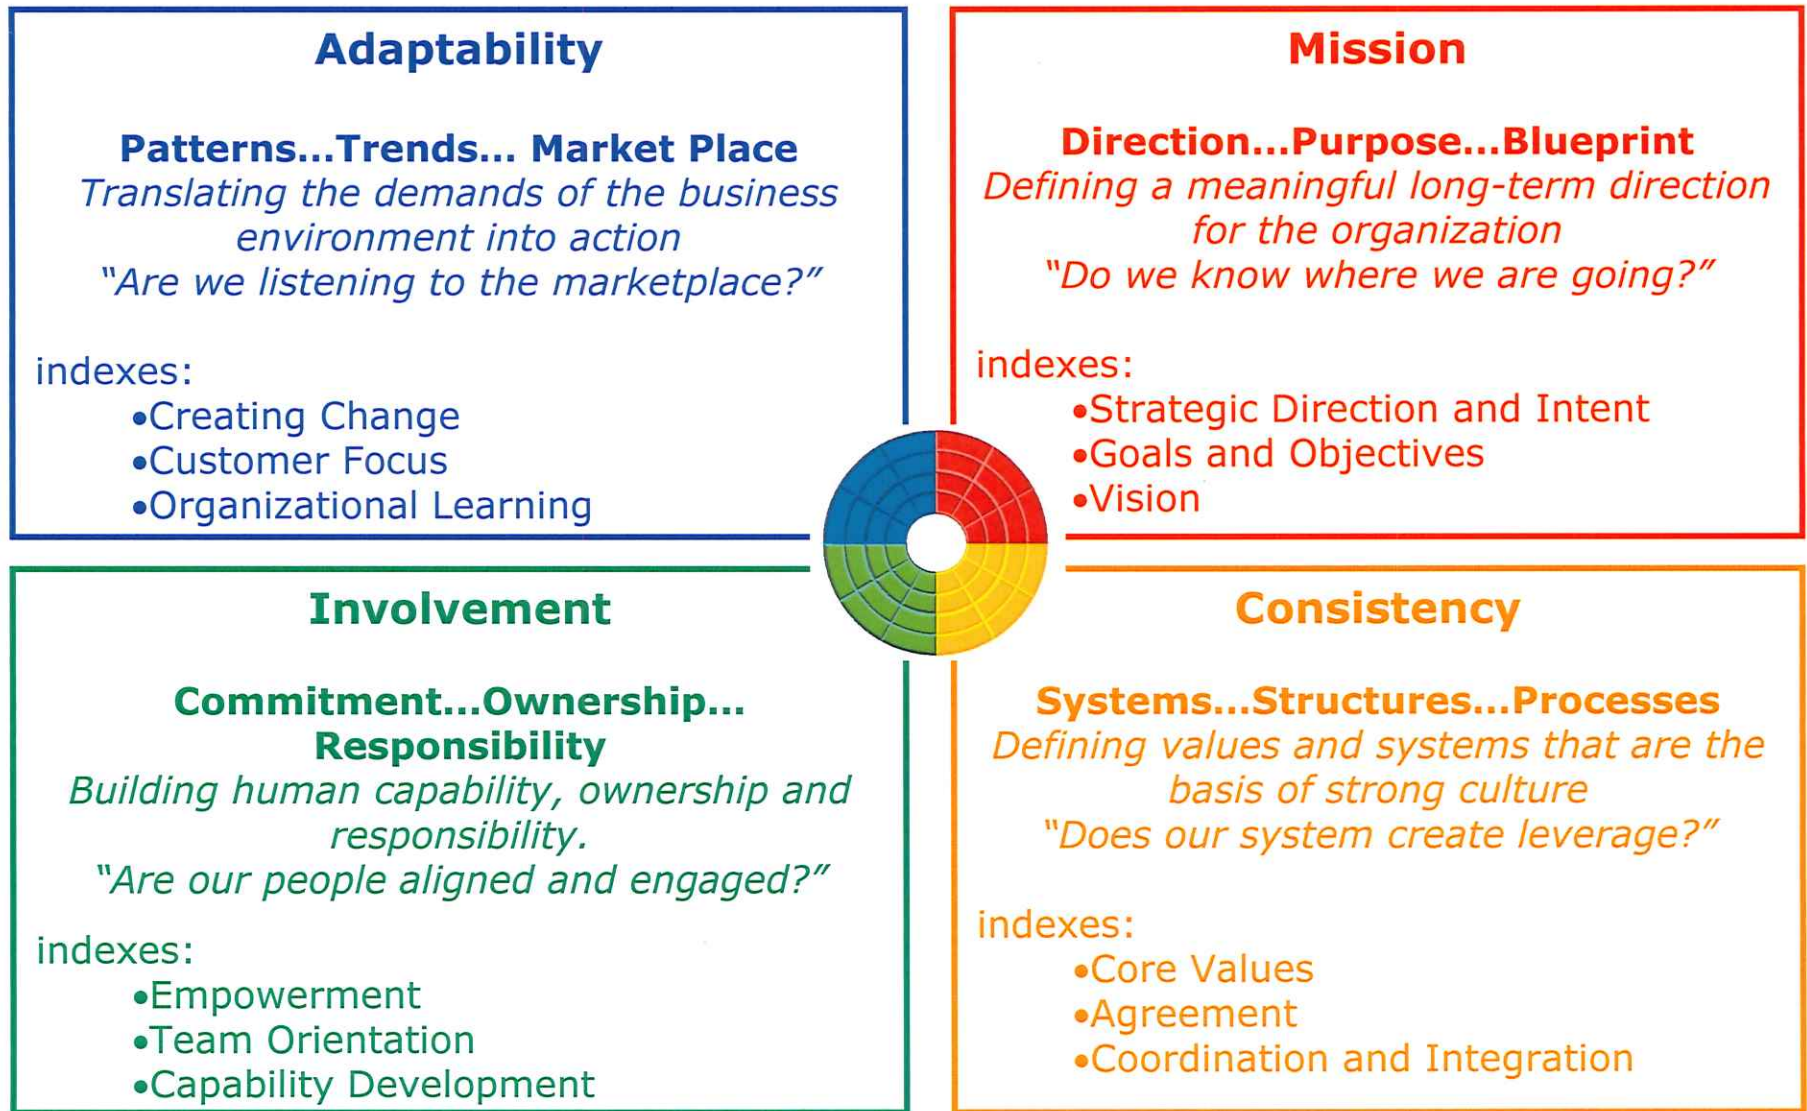 Adaptability
Patterns...Trends... Market Place
Translating the demands of the business
environment into action
“Are we listening to the marketplace?”
indexes:
•Creating Change
•Customer Focus
•Organizational Learning
Mission
Direction...Purpose...Blueprint
Defining a meaningful long-term direction
for the organization
“Do we know where we are going?”
indexes:
•Strategic Direction and Intent
•Goals and Objectives
•Vision
Involvement
Commitment...Ownership...
Responsibility
Building human capability, ownership and
responsibility.
“Are our people aligned and engaged?”
indexes:
•Empowerment
•Team Orientation
•Capability Development
Consistency
Systems...Structures...Processes
Defining values and systems that are the
basis of strong culture
“Does our system create leverage?”
indexes:
•Core Values
•Agreement
•Coordination and Integration